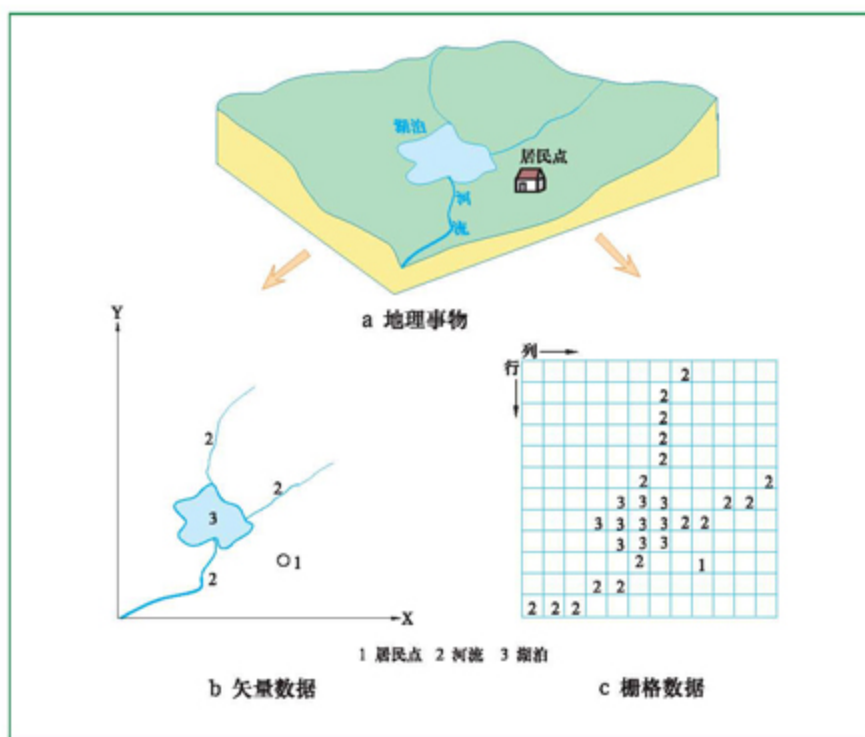 湖泊
居民点
河
流
a 地理事物
Y
2
2
3
1
2
X
列
行
2
2
2
2
2
2 2
3 3 3 2 2
3 3 3 3 2 2
3 3 3
2 1
2 2
2 2 2
1 居民点 2 河流 3 湖泊
b 矢量数据
c 栅格数据